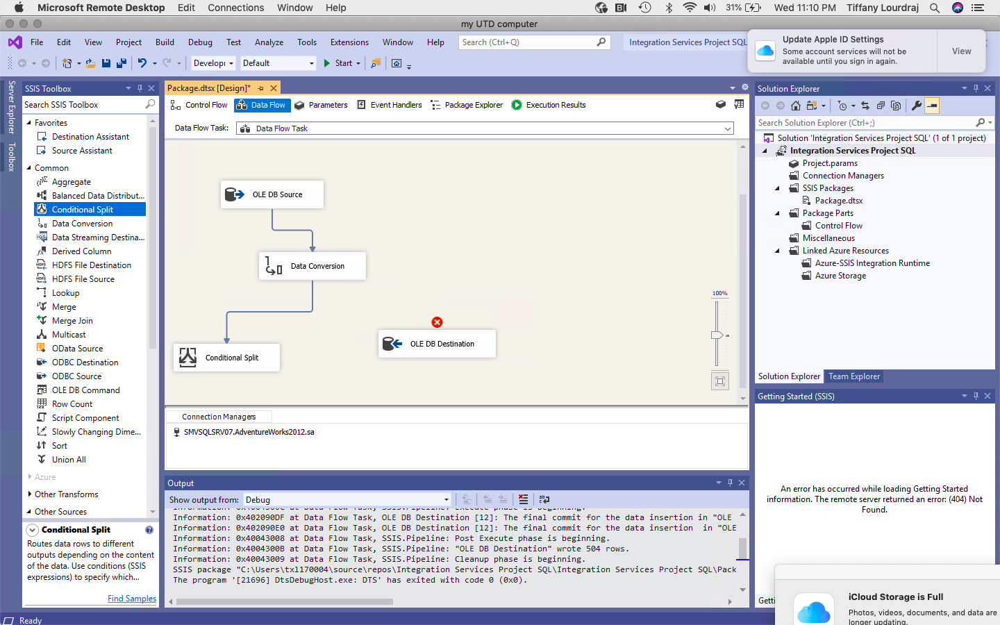 Microsoft Remote Desktop Edit Connections Window Help 31% Wed 11:10 PM Tiffany Lourdraj
my UTD computer
File Edit View Project Build Debug Test Analyze Tools Extensions Window Help Search (Ctrl+Q) Integration Services Project SQL
Update Apple ID Settings
Some account services will not be
available until you sign in again.
View
Developi Default Start
Server Explorer
Toolbox
SSIS Toolbox
Search SSIS Toolbox
Favorites
Destination Assistant
Source Assistant
Common
Aggregate
Balanced Data Distribut...
Conditional Split
Data Conversion
Data Streaming Destina...
Derived Column
HDFS File Destination
HDFS File Source
Lookup
Merge
Merge Join
Multicast
OData Source
ODBC Destination
ODBC Source
OLE DB Command
Row Count
Script Component
Slowly Changing Dime...
Sort
Union All
Azure
Other Transforms
Other Sources
Conditional Split
Routes data rows to different
outputs depending on the content
of the data. Use conditions (SSIS
expressions) to specify which...
Find Samples
Package.dtsx [Design]*
Control Flow Data Flow Parameters Event Handlers Package Explorer Execution Results
Data Flow Task: Data Flow Task
OLE DB Source
Data Conversion
Conditional Split
OLE DB Destination
100%
Connection Managers
SMVSQLSRV07.AdventureWorks2012.sa
Output
Show output from: Debug
Information: 0x402090DF at Data Flow Task, OLE DB Destination [12]: The final commit for the data insertion in "OLE
Information: 0x402090E0 at Data Flow Task, OLE DB Destination [12]: The final commit for the data insertion  in "OLE
Information: 0x40043008 at Data Flow Task, SSIS.Pipeline: Post Execute phase is beginning.
Information: 0x4004300B at Data Flow Task, SSIS.Pipeline: "OLE DB Destination" wrote 504 rows.
Information: 0x40043009 at Data Flow Task, SSIS.Pipeline: Cleanup phase is beginning.
SSIS package "C:\Users\txl170004\source\repos\Integration Services Project SQL\Integration Services Project SQL\Pack
The program '[21696] DtsDebugHost.exe: DTS' has exited with code 0 (0x0).
Solution Explorer
Search Solution Explorer (Ctrl+;)
Solution 'Integration Services Project SQL' (1 of 1 project)
Integration Services Project SQL
Project.params
Connection Managers
SSIS Packages
Package.dtsx
Package Parts
Control Flow
Miscellaneous
Linked Azure Resources
Azure-SSIS Integration Runtime
Azure Storage
Solution Explorer Team Explorer
Getting Started (SSIS)
An error has occurred while loading Getting Started
information. The remote server returned an error: (404) Not
Found.
Getti
iCloud Storage is Full
Photos, videos, documents, and data are
longer updating.
Ready